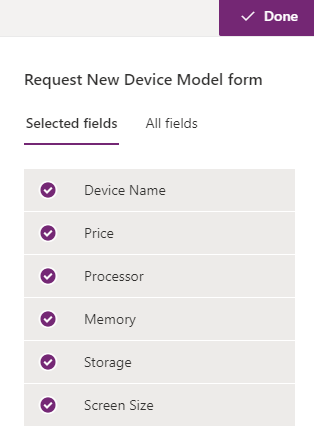 Done
Request New Device Model form
Selected fields All fields
Device Name
Price
Processor
Memory
Storage
Screen Size